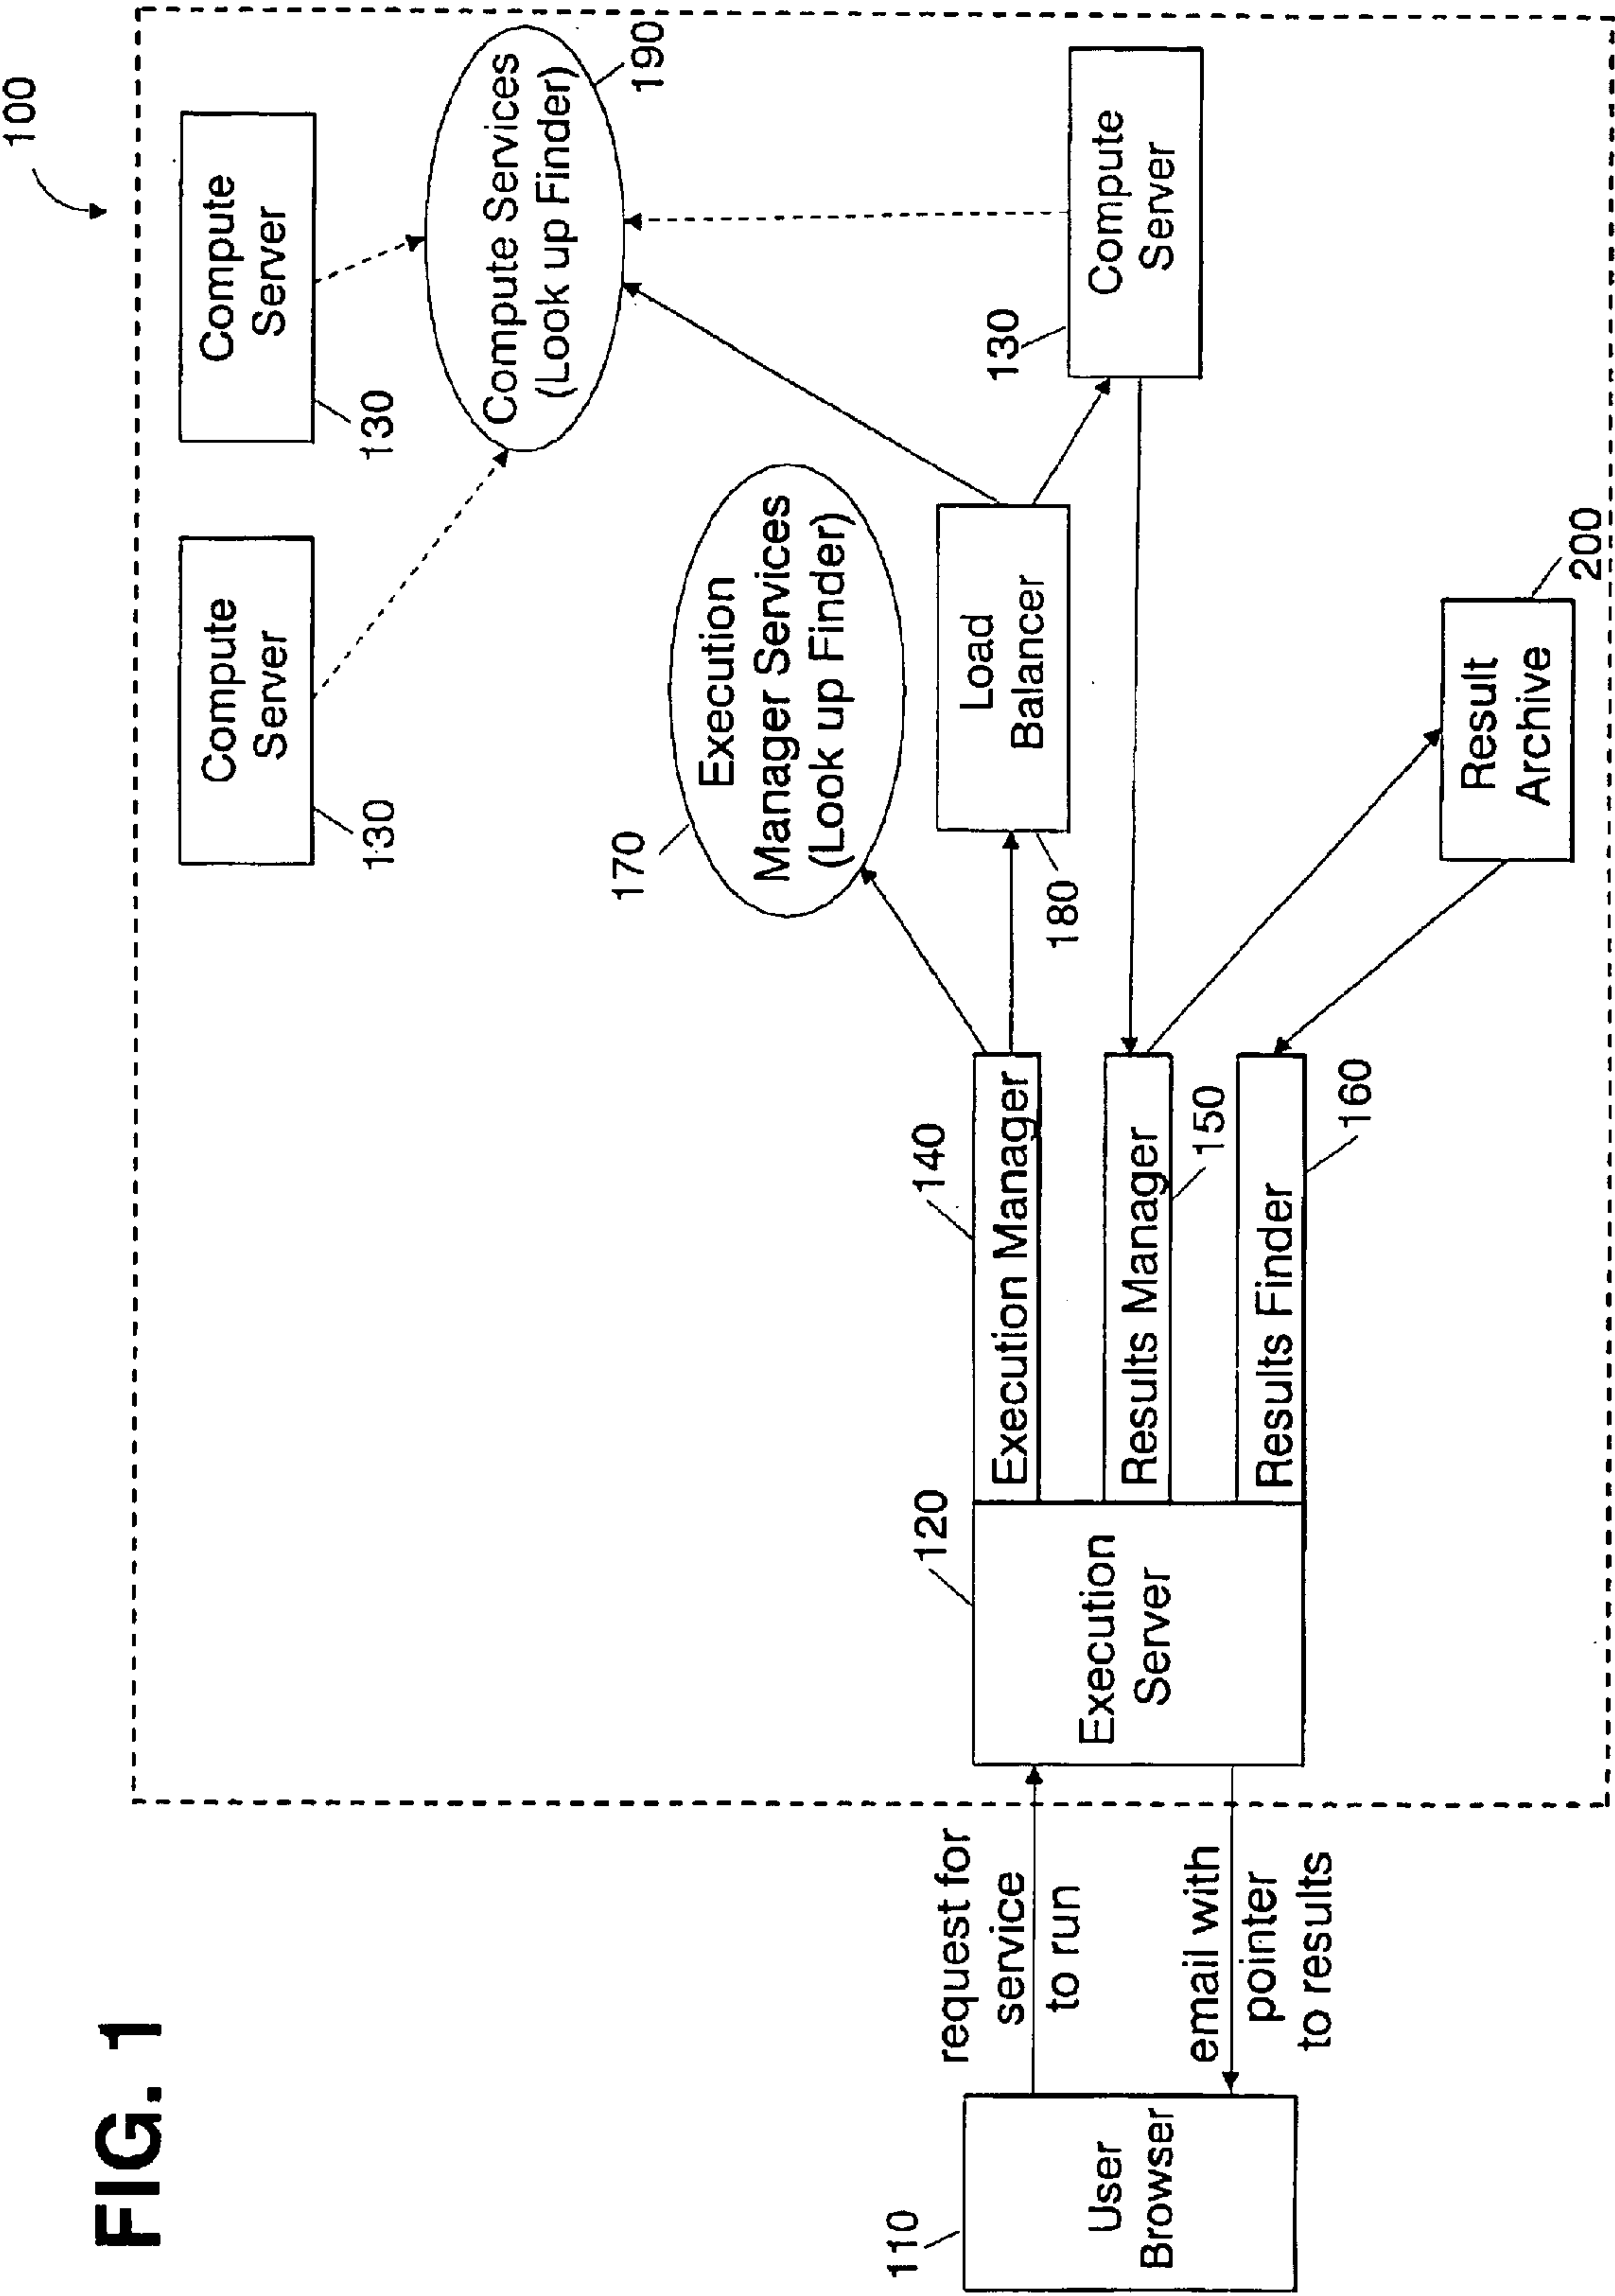 FIG. 1
100
Compute
Server
130
Compute
Server
130
Compute Services
(Look up Finder)
190
170
Execution
Manager Services
(Look up Finder)
Load
Balancer
180
130
Compute
Server
110
User
Browser
request for
service
to run
email with
pointer
to results
120
Execution
Server
140
Execution Manager
Results Manager
150
Results Finder
160
Result
Archive
200